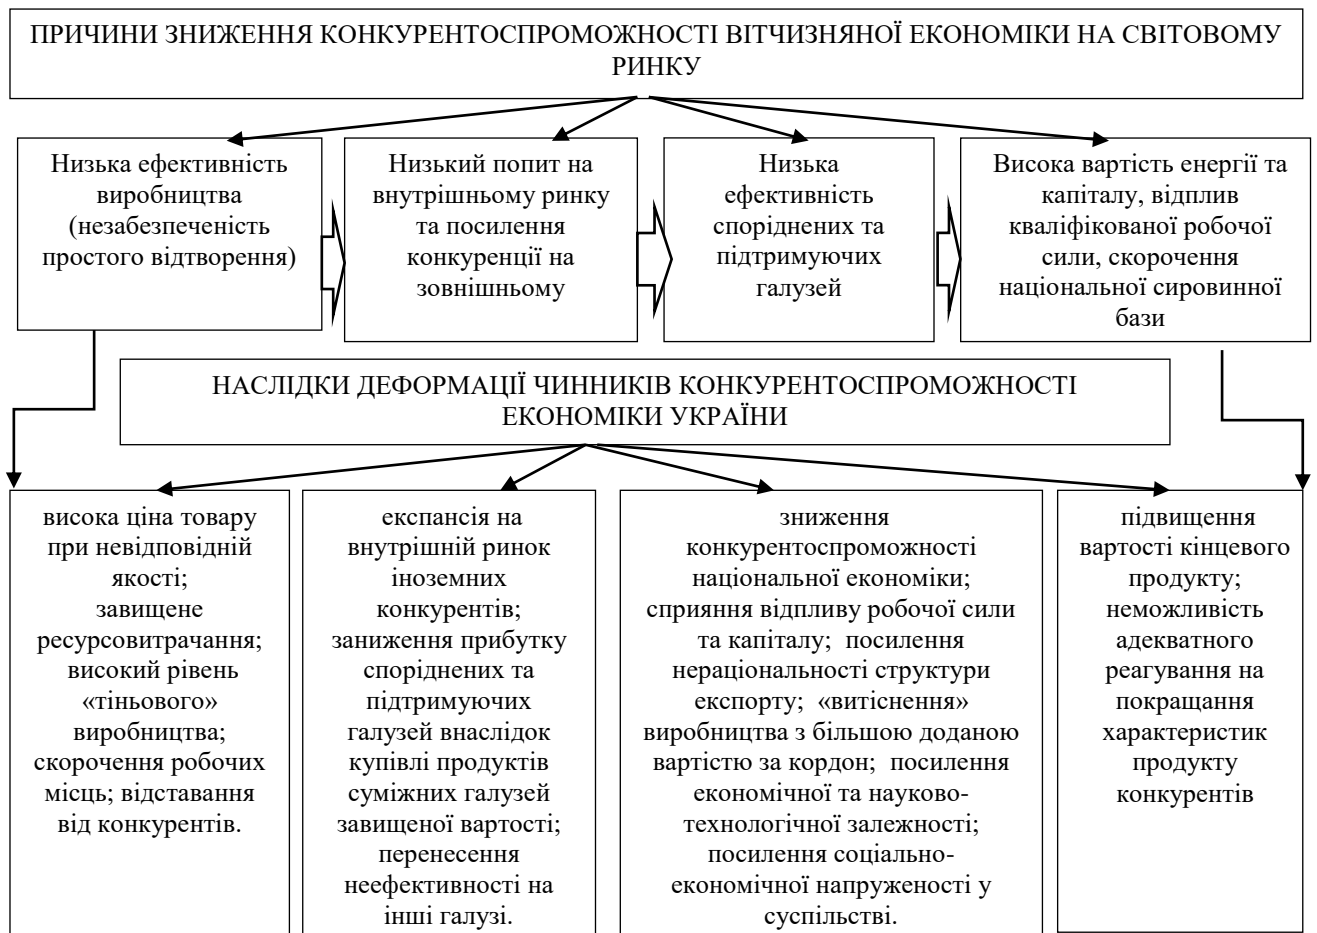 ПРИЧИНИ ЗНИЖЕННЯ КОНКУРЕНТОСПРОМОЖНОСТІ ВІТЧИЗНЯНОЇ ЕКОНОМІКИ НА СВІТОВОМУ
РИНКУ
Низька ефективність
виробництва
(незабезпеченість
простого відтворення)
Низький попит на
внутрішньому ринку
та посилення
конкуренції на
зовнішньому
Низька
ефективність
споріднених та
підтримуючих
галузей
Висока вартість енергії та
капіталу, відплив
кваліфікованої робочої
сили, скорочення
національної сировинної
бази
НАСЛІДКИ ДЕФОРМАЦІЇ ЧИННИКІВ КОНКУРЕНТОСПРОМОЖНОСТІ
ЕКОНОМІКИ УКРАЇНИ
висока ціна товару
при невідповідній
якості;
завищене
ресурсовитрачання;
високий рівень
«тіньового»
виробництва;
скорочення робочих
місць; відставання
від конкурентів.
експансія на
внутрішній ринок
іноземних
конкурентів;
заниження прибутку
споріднених та
підтримуючих
галузей внаслідок
купівлі продуктів
суміжних галузей
завищеної вартості;
перенесення
неефективності на
інші галузі.
зниження
конкурентоспроможності
національної економіки;
сприяння відпливу робочої сили
та капіталу; посилення
нераціональності структури
експорту; «витіснення»
виробництва з більшою доданою
вартістю за кордон; посилення
економічної та науково-
технологічної залежності;
посилення соціально-
економічної напруженості у
суспільстві.
підвищення
вартості кінцевого
продукту;
неможливість
адекватного
реагування на
покращання
характеристик
продукту
конкурентів